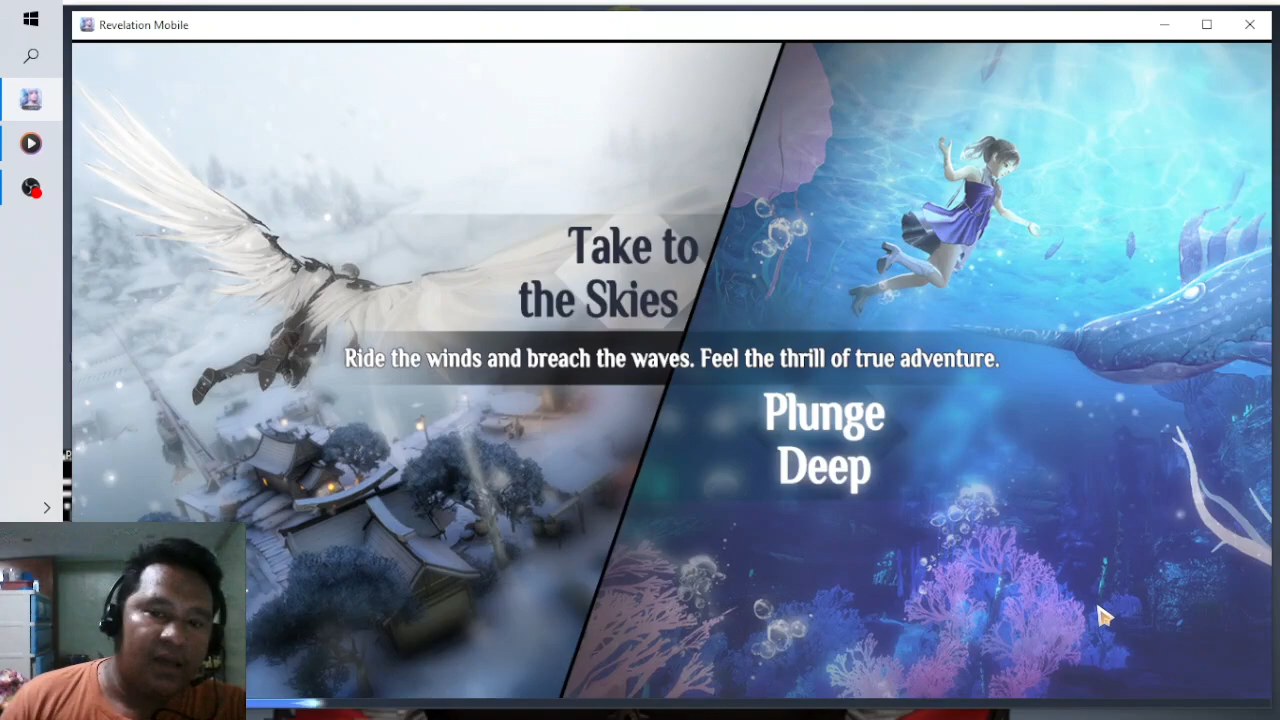 Revelation Mobile
Take to
the Skies
Ride the winds and breach the waves. Feel the thrill of true adventure.
Plunge
Deep